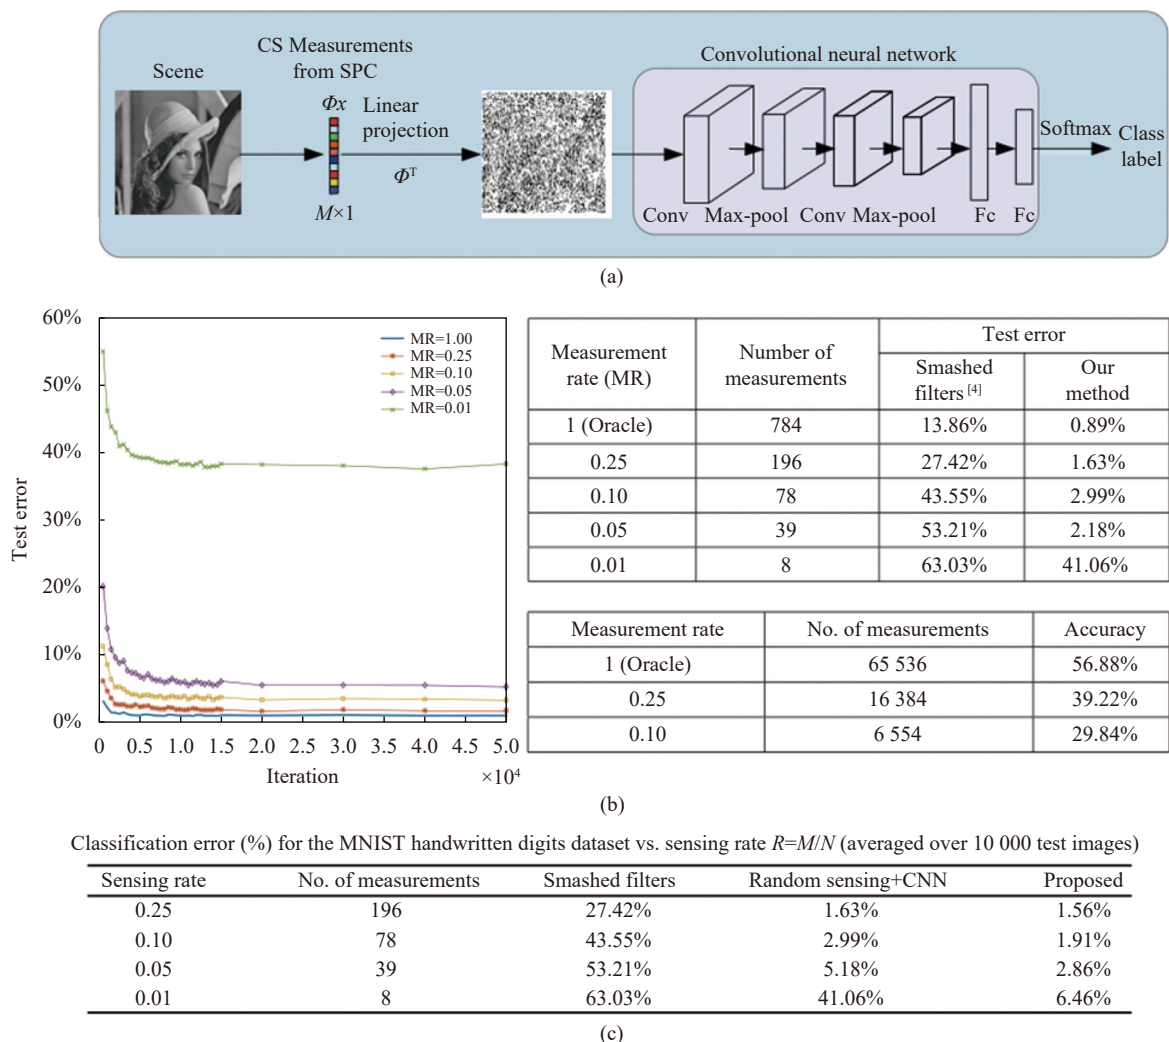 Scene
CS Measurements
from SPC
Φx
Linear
projection
Φᵀ
M×1
Convolutional neural network
Conv
Max-pool
Conv
Max-pool
Fc
Fc
Softmax
Class
label
(a)
Test error
60%
50%
40%
30%
20%
10%
0%
MR=1.00
MR=0.25
MR=0.10
MR=0.05
MR=0.01
0 0.5 1.0 1.5 2.0 2.5 3.0 3.5 4.0 4.5 5.0
Iteration
×10⁴
Measurement
rate (MR)
Number of
measurements
Test error
Smashed
filters [4]
Our
method
1 (Oracle) 784 13.86% 0.89%
0.25 196 27.42% 1.63%
0.10 78 43.55% 2.99%
0.05 39 53.21% 2.18%
0.01 8 63.03% 41.06%
Measurement rate No. of measurements Accuracy
1 (Oracle) 65 536 56.88%
0.25 16 384 39.22%
0.10 6 554 29.84%
(b)
Classification error (%) for the MNIST handwritten digits dataset vs. sensing rate R=M/N (averaged over 10 000 test images)
Sensing rate No. of measurements Smashed filters Random sensing+CNN Proposed
0.25 196 27.42% 1.63% 1.56%
0.10 78 43.55% 2.99% 1.91%
0.05 39 53.21% 5.18% 2.86%
0.01 8 63.03% 41.06% 6.46%
(c)